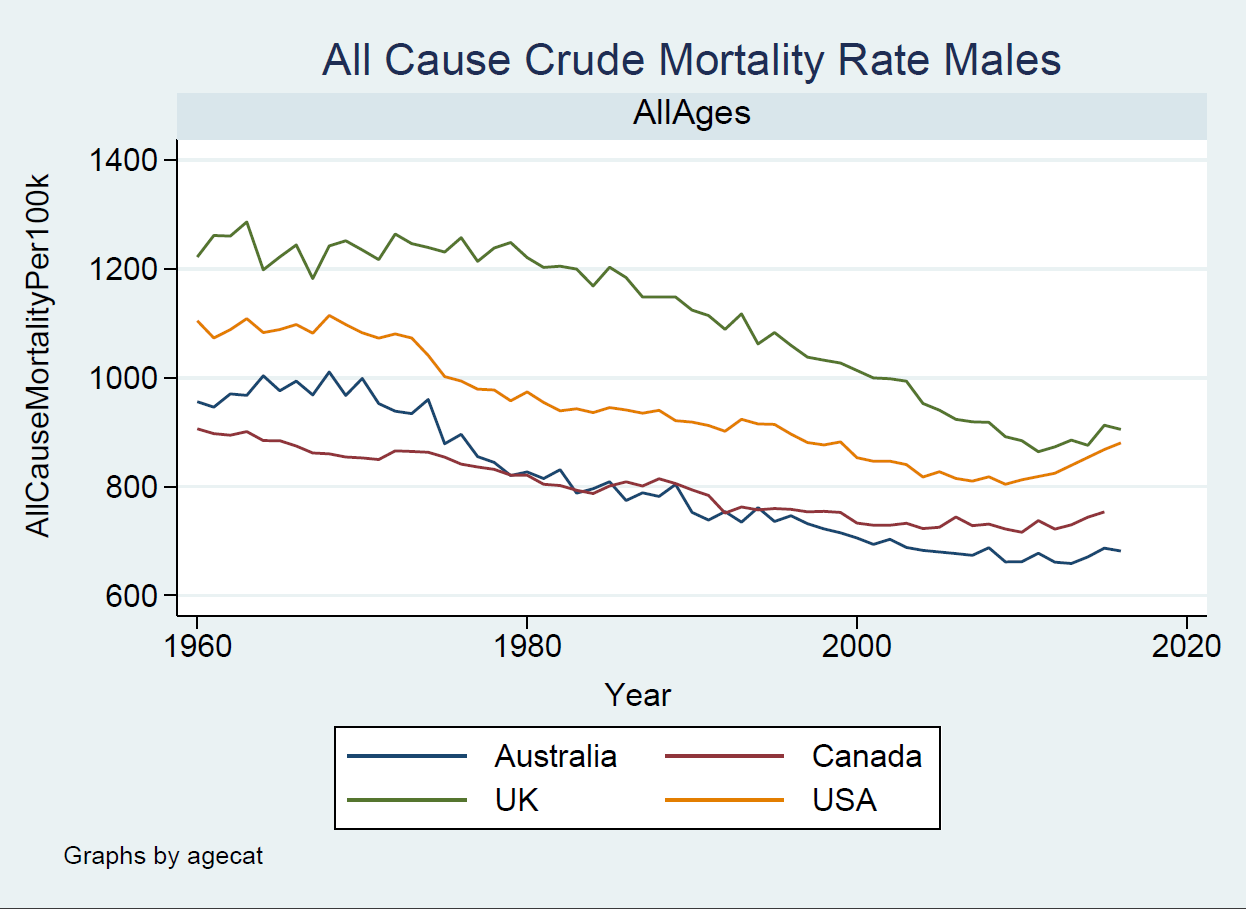 All Cause Crude Mortality Rate Males
AllAges
AllCauseMortalityPer100k
1400
1200
1000
800
600
1960 1980 2000 2020
Year
Australia Canada
UK USA
Graphs by agecat